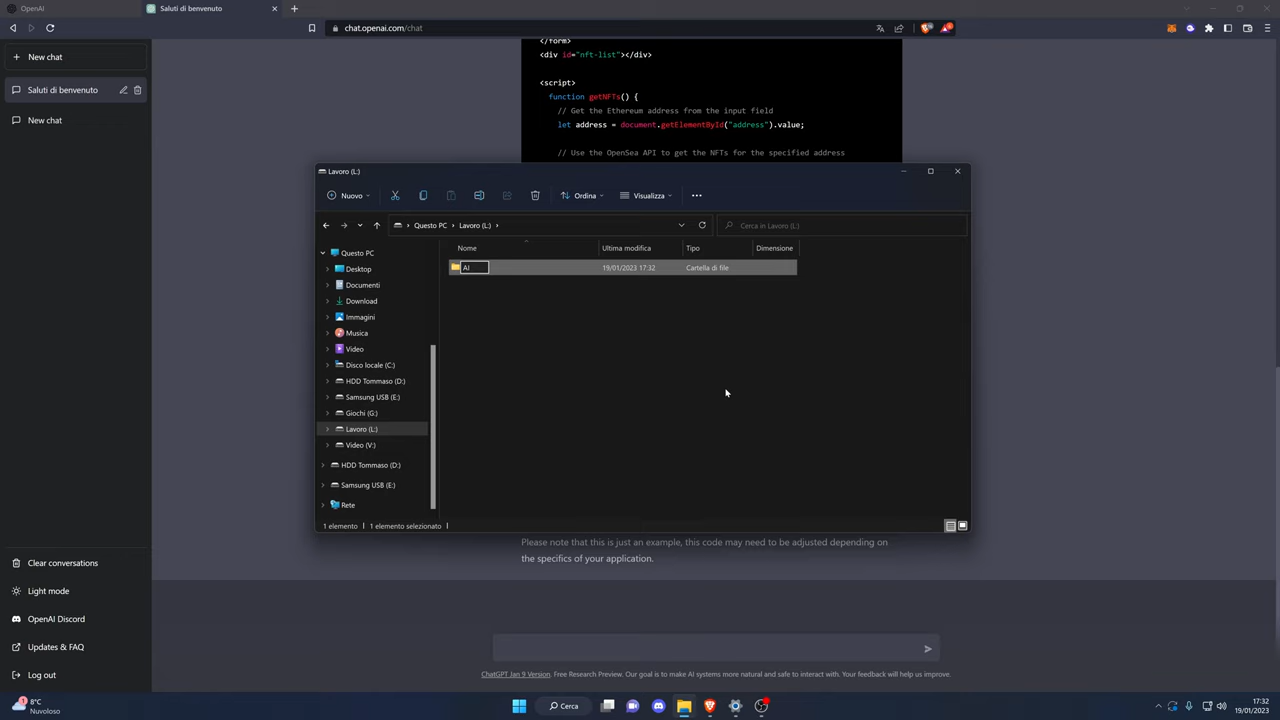 OpenAI
Saluti di benvenuto
chat.openai.com/chat
New chat
Saluti di benvenuto
New chat
</form>
<div id="nft-list"></div>
<script>
function getNFTs() {
// Get the Ethereum address from the input field
let address = document.getElementById("address").value;
// Use the OpenSea API to get the NFTs for the specified address
Lavoro (L:)
Nuovo
Ordina
Visualizza
Questo PC > Lavoro (L:) >
Cerca in Lavoro (L:)
Nome
Ultima modifica
Tipo
Dimensione
AI
19/01/2023 17:32
Cartella di file
Questo PC
Desktop
Documenti
Download
Immagini
Musica
Video
Disco locale (C:)
HDD Tommaso (D:)
Samsung USB (E:)
Giochi (G:)
Lavoro (L:)
Video (V:)
HDD Tommaso (D:)
Samsung USB (E:)
Rete
1 elemento
1 elemento selezionato
Please note that this is just an example, this code may need to be adjusted depending on
the specifics of your application.
Clear conversations
Light mode
OpenAI Discord
Updates & FAQ
Log out
ChatGPT Jan 9 Version. Free Research Preview. Our goal is to make AI systems more natural and safe to interact with. Your feedback will help us improve.
8°C
Nuvoloso
Cerca
17:32
19/01/2023